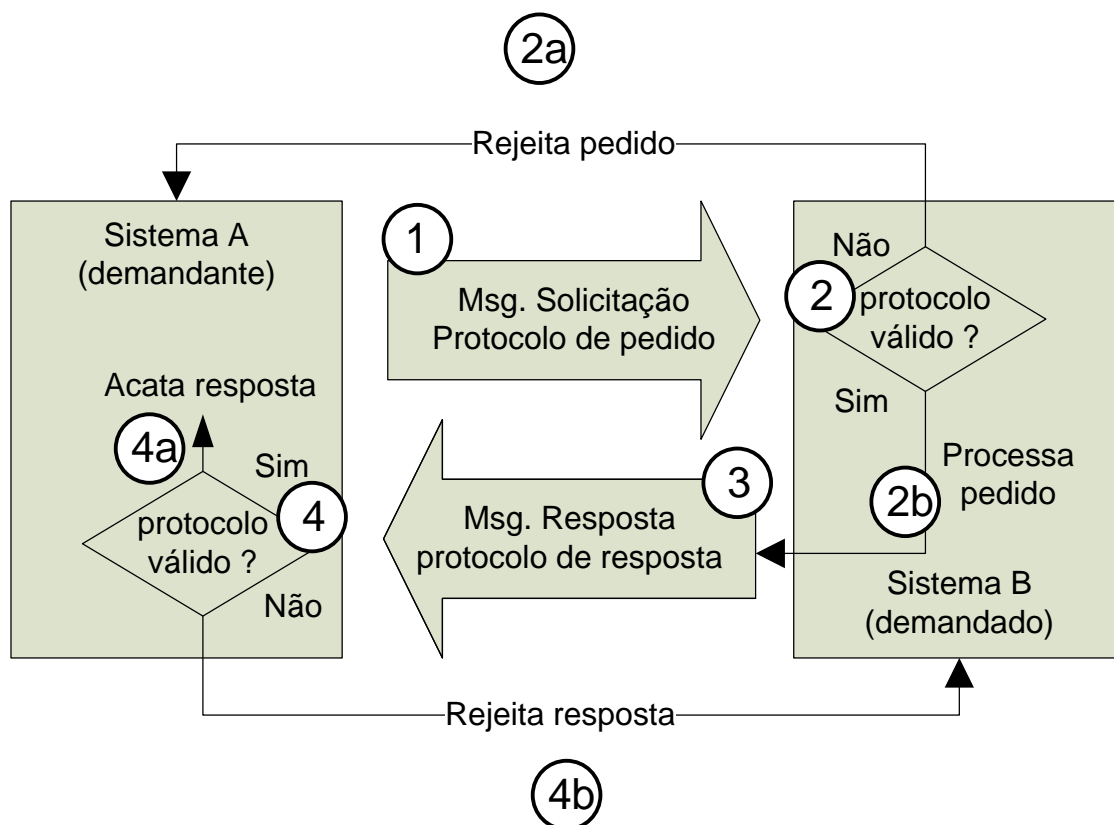 2a
Rejeita pedido
Sistema A
(demandante)
1
Msg. Solicitação
Protocolo de pedido
Não
2
protocolo
válido ?
Sim
Processa
pedido
2b
Acata resposta
4a
Sim
4
protocolo
válido ?
Não
3
Msg. Resposta
protocolo de resposta
Sistema B
(demandado)
Rejeita resposta
4b